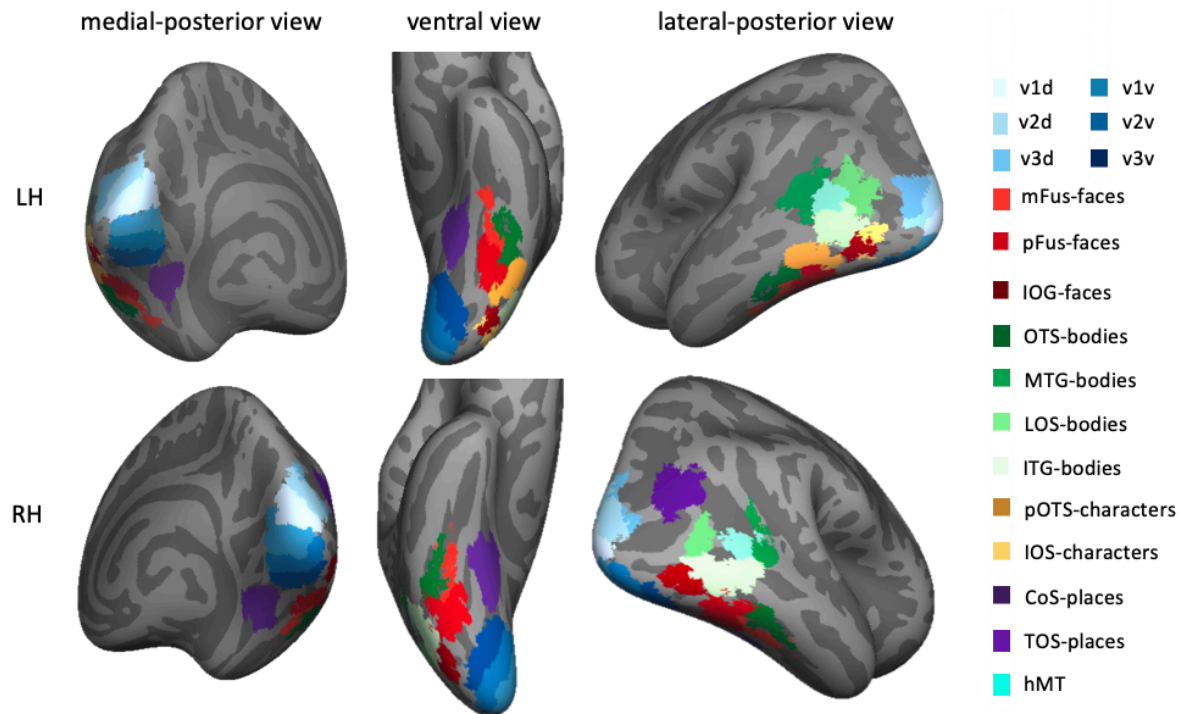 medial-posterior view
ventral view
lateral-posterior view
LH
RH
v1d
v1v
v2d
v2v
v3d
v3v
mFus-faces
pFus-faces
IOG-faces
OTS-bodies
MTG-bodies
LOS-bodies
ITG-bodies
pOTS-characters
IOS-characters
CoS-places
TOS-places
hMT